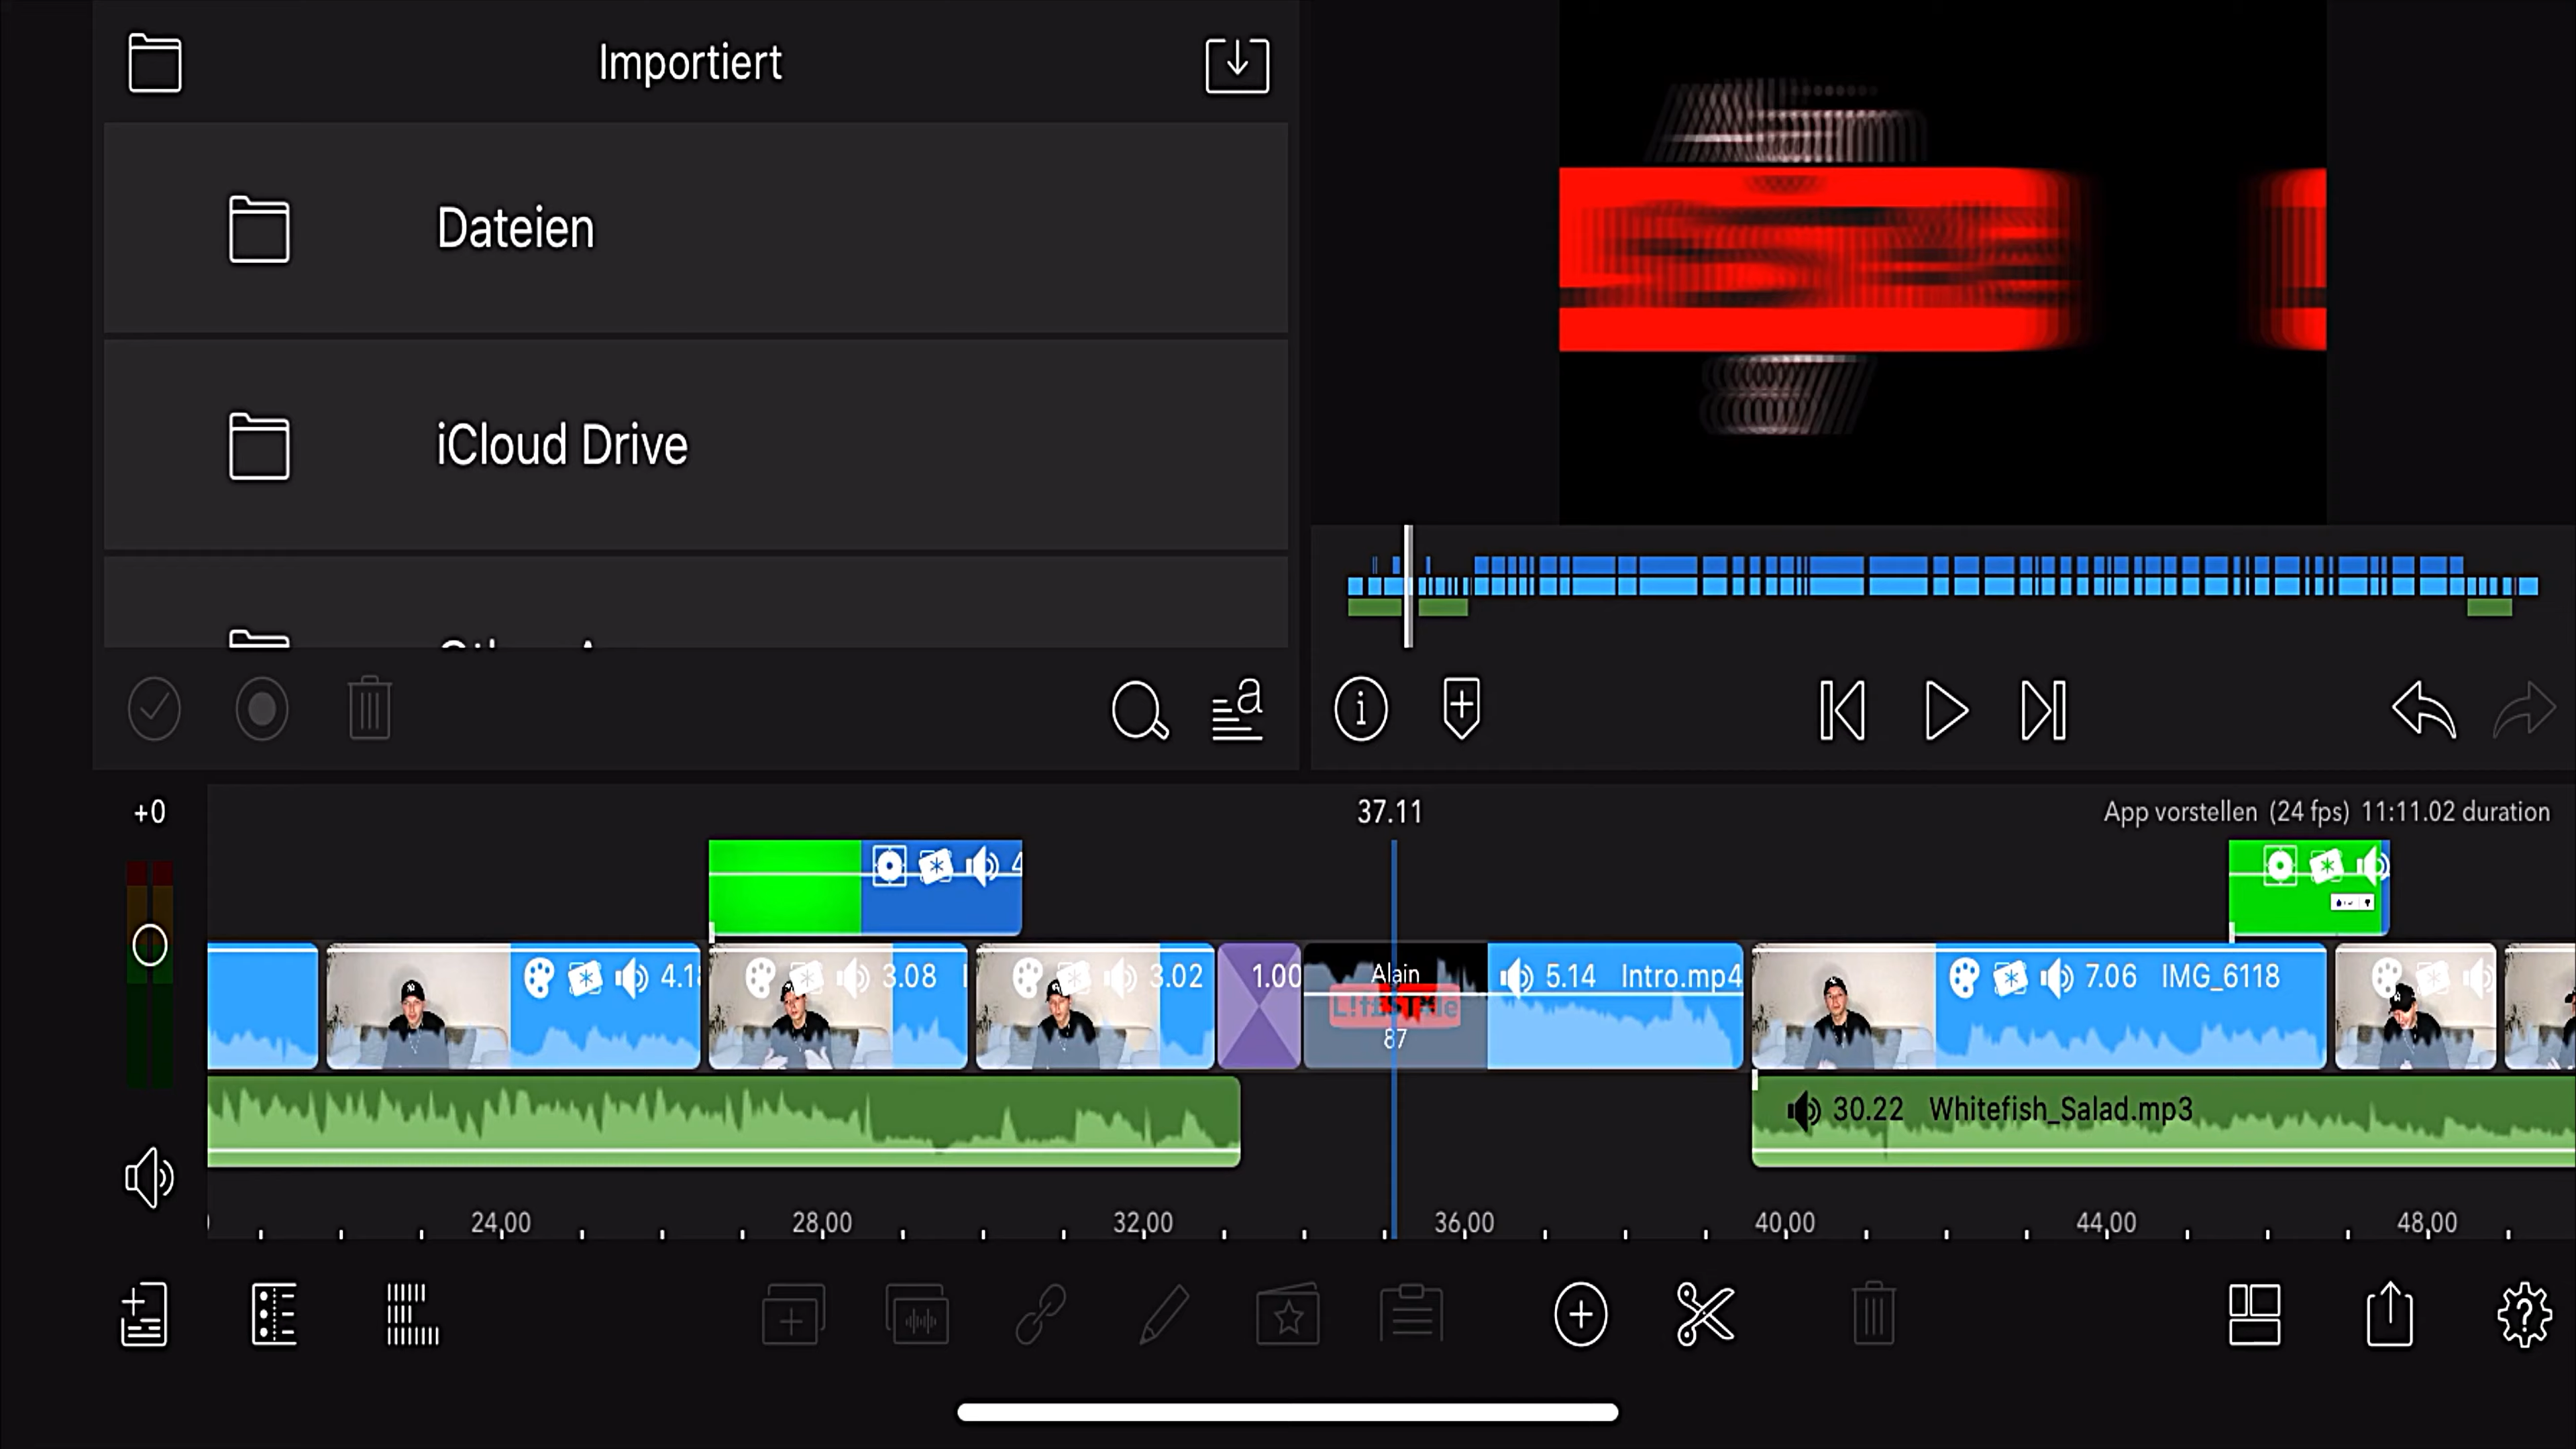 Importiert
Dateien
iCloud Drive
+0
37.11
App vorstellen (24 fps) 11:11.02 duration
4
4.18
3.08
3.02
1.00
Alain
87
5.14 Intro.mp4
7.06 IMG_6118
30.22 Whitefish_Salad.mp3
24,00
28,00
32,00
36,00
40,00
44,00
48,00